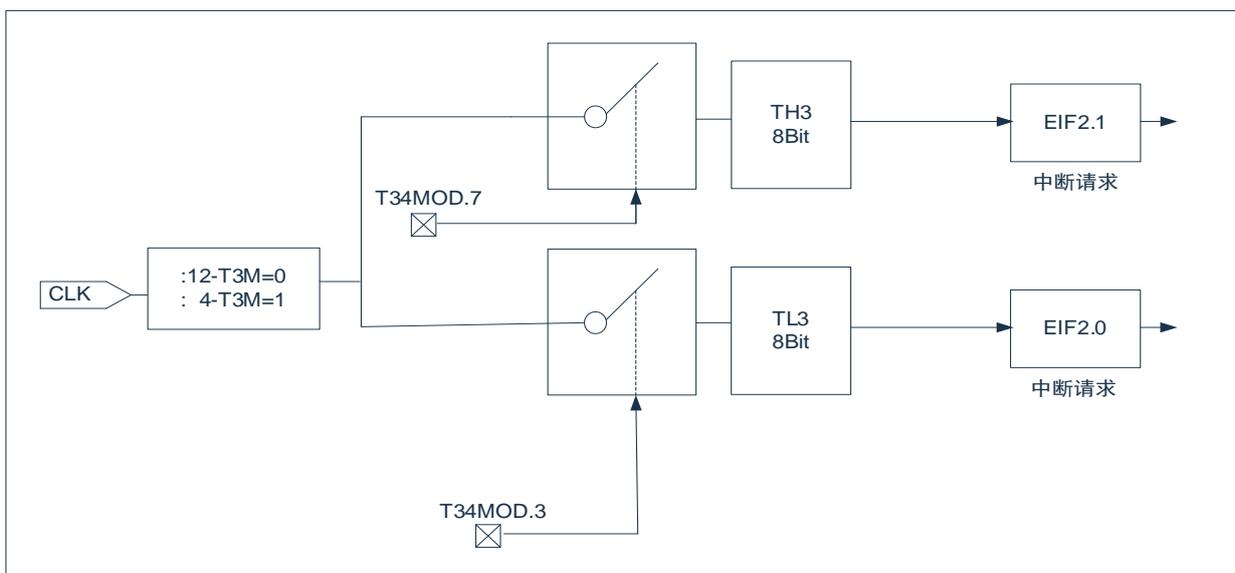 TH3
8Bit
EIF2.1
中断请求
T34MOD.7
:12-T3M=0
: 4-T3M=1
CLK
TL3
8Bit
EIF2.0
中断请求
T34MOD.3